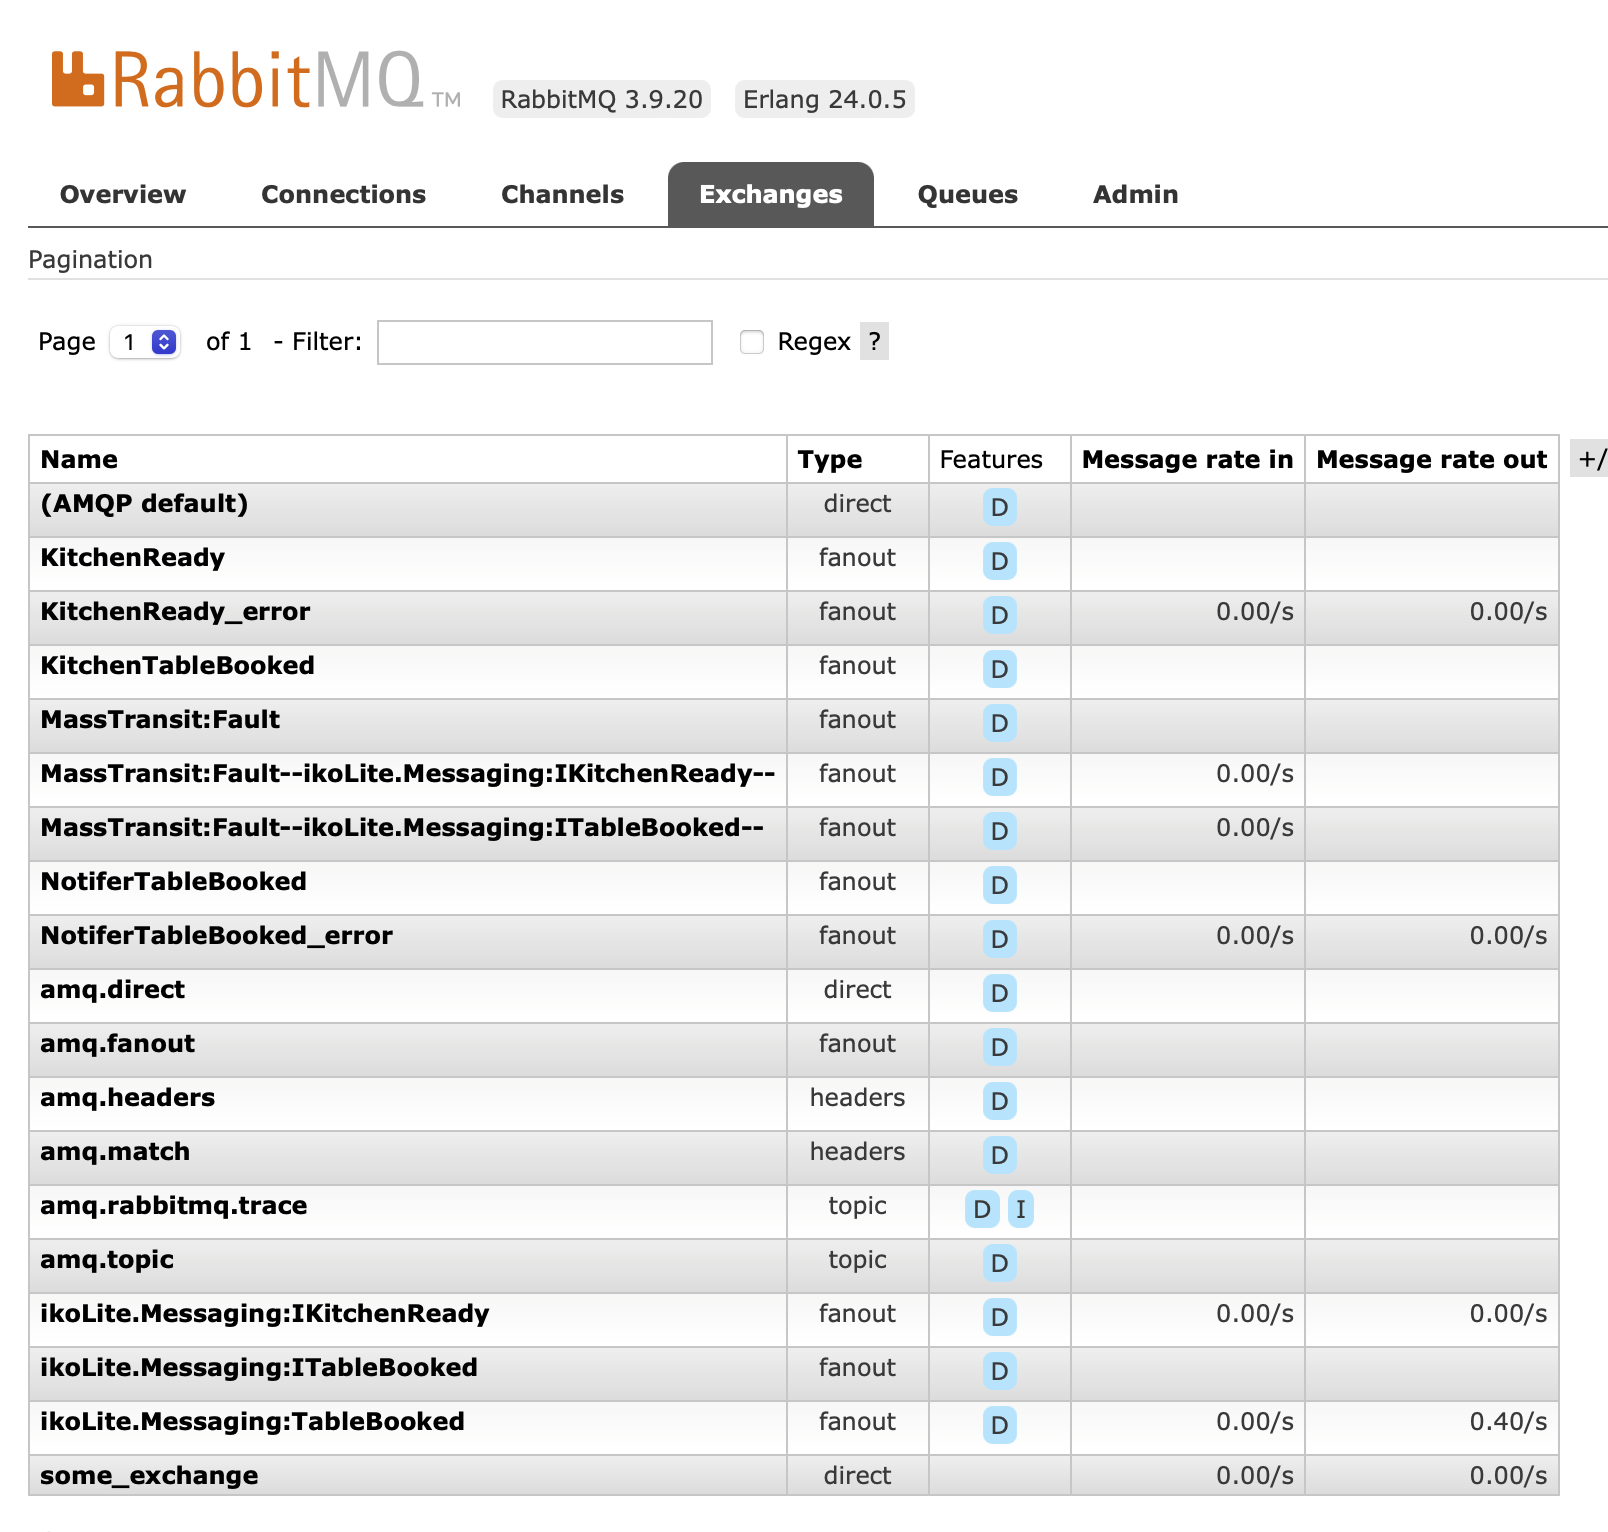 RabbitMQ TM RabbitMQ 3.9.20 Erlang 24.0.5
Overview Connections Channels Exchanges Queues Admin
Pagination
Page 1 of 1 - Filter: Regex ?
Name Type Features Message rate in Message rate out +/
(AMQP default) direct D
KitchenReady fanout D
KitchenReady_error fanout D 0.00/s 0.00/s
KitchenTableBooked fanout D
MassTransit:Fault fanout D
MassTransit:Fault--ikoLite.Messaging:IKitchenReady-- fanout D 0.00/s
MassTransit:Fault--ikoLite.Messaging:ITableBooked-- fanout D 0.00/s
NotiferTableBooked fanout D
NotiferTableBooked_error fanout D 0.00/s 0.00/s
amq.direct direct D
amq.fanout fanout D
amq.headers headers D
amq.match headers D
amq.rabbitmq.trace topic D I
amq.topic topic D
ikoLite.Messaging:IKitchenReady fanout D 0.00/s 0.00/s
ikoLite.Messaging:ITableBooked fanout D
ikoLite.Messaging:TableBooked fanout D 0.00/s 0.40/s
some_exchange direct 0.00/s 0.00/s